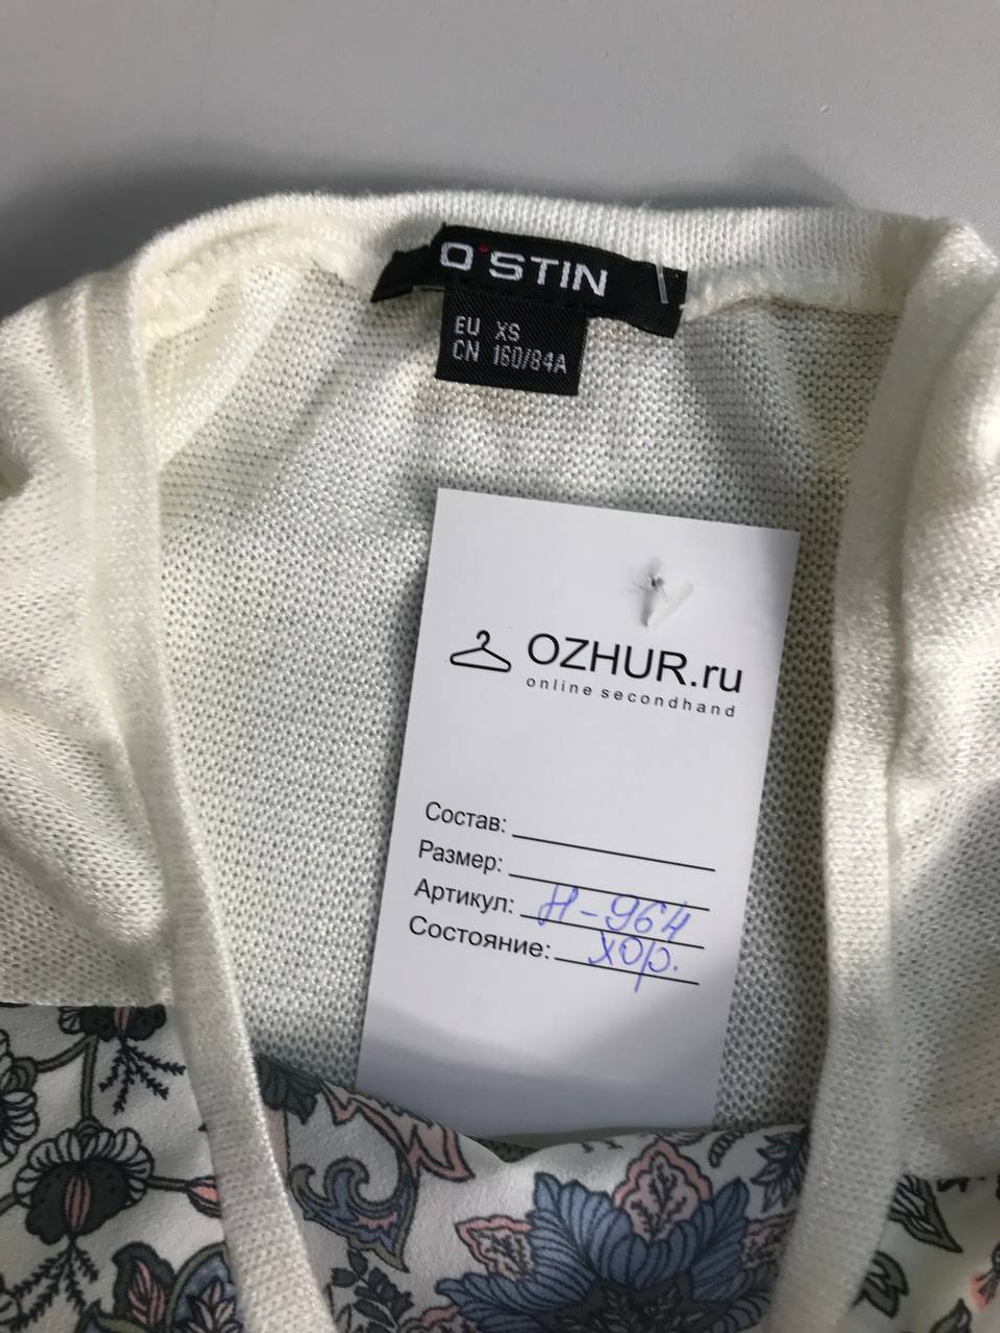 O'STIN
EU XS
CN 160/84A
OZHUR.ru
online secondhand
Состав:
Размер:
Артикул: Н-964
Состояние: хор.